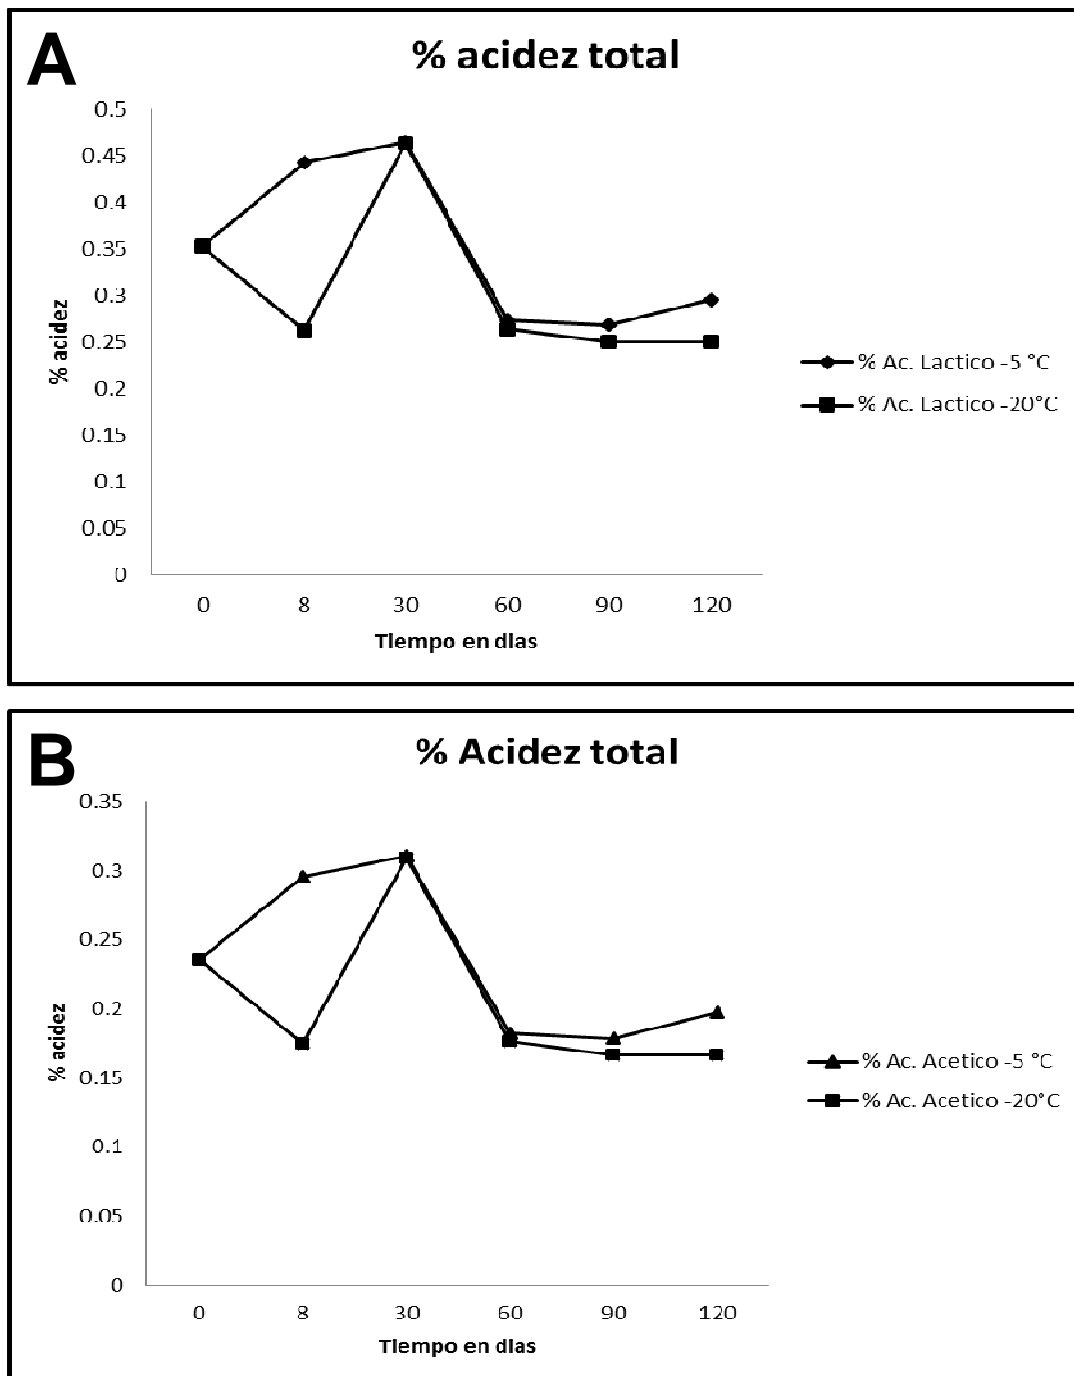 A
% acidez total
0.5
0.45
0.4
0.35
0.3
0.25
0.2
0.15
0.1
0.05
0
% acidez
0 8 30 60 90 120
Tiempo en dias
% Ac. Lactico -5 °C
% Ac. Lactico -20°C
B
% Acidez total
0.35
0.3
0.25
0.2
0.15
0.1
0.05
0
% acidez
0 8 30 60 90 120
Tiempo en dias
% Ac. Acetico -5 °C
% Ac. Acetico -20°C